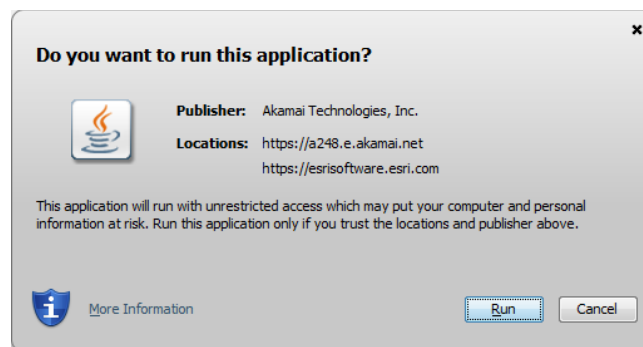 Do you want to run this application?
Publisher: Akamai Technologies, Inc.
Locations: https://a248.e.akamai.net
https://esrisoftware.esri.com
This application will run with unrestricted access which may put your computer and personal
information at risk. Run this application only if you trust the locations and publisher above.
More Information
Run
Cancel